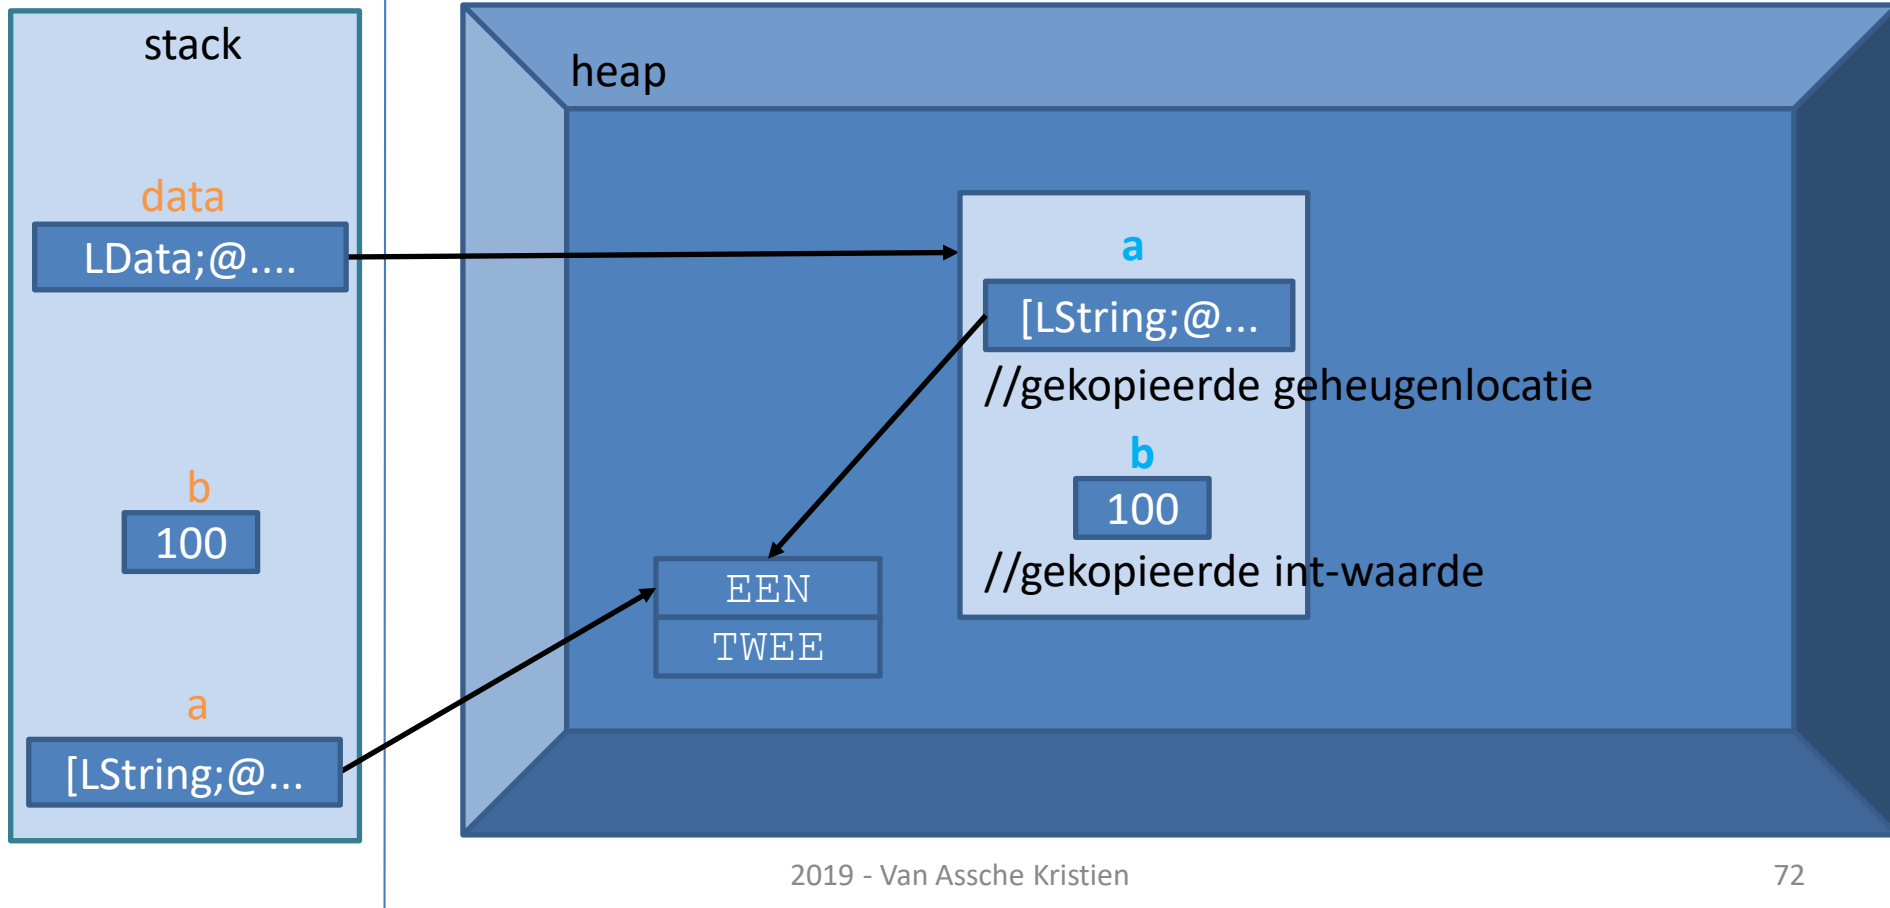 stack
data
LData;@....
b
100
a
[LString;@...
heap
a
[LString;@...
//gekopieerde geheugenlocatie
b
100
//gekopieerde int-waarde
EEN
TWEE
2019 - Van Assche Kristien
72